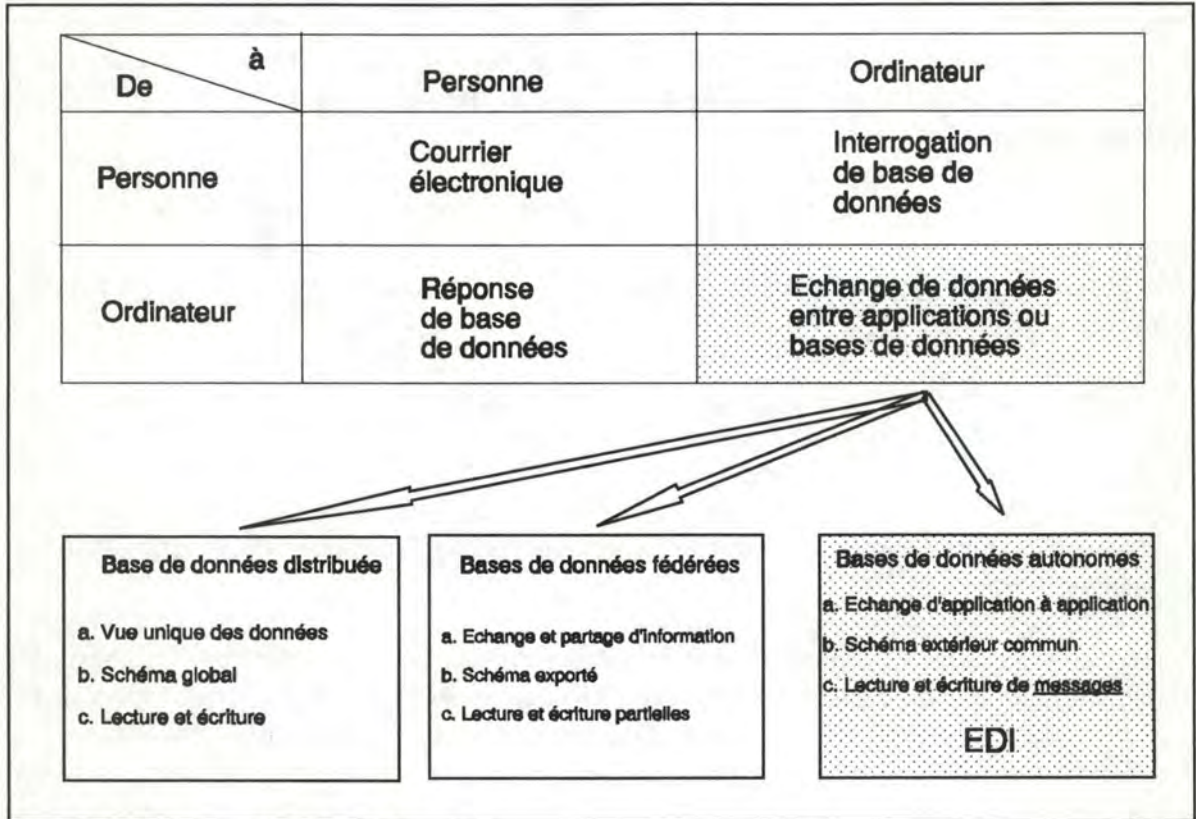 à
De
Personne
Ordinateur
Personne
Courrier
électronique
Interrogation
de base de
données
Ordinateur
Réponse
de base
de données
Echange de données
entre applications ou
bases de données
Base de données distribuée
a. Vue unique des données
b. Schéma global
c. Lecture et écriture
Bases de données fédérées
a. Echange et partage d'information
b. Schéma exporté
c. Lecture et écriture partielles
Bases de données autonomes
a. Echange d'application à application
b. Schéma extérieur commun
c. Lecture et écriture de messages
EDI